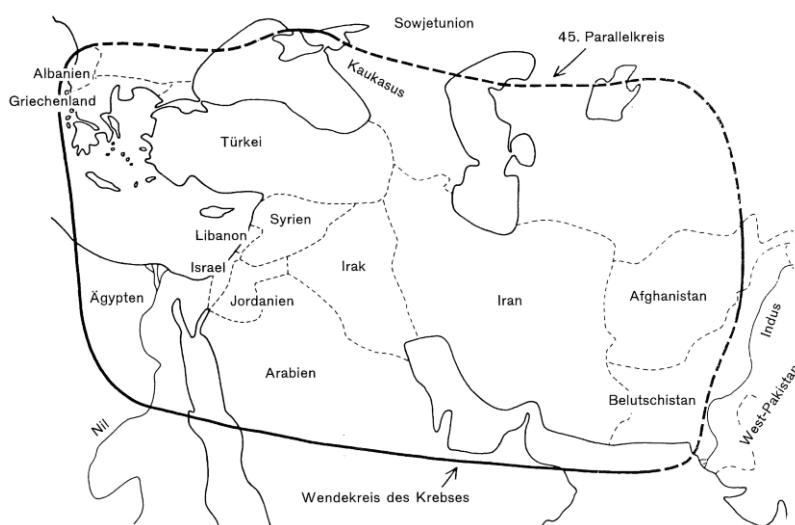 Sowjetunion
45. Parallelkreis
Albanien
Kaukasus
Griechenland
Türkei
Syrien
Libanon
Israel
Irak
Iran
Afghanistan
Ägypten
Jordanien
Indus
Arabien
Belutschistan
West-Pakistan
Nil
Wendekreis des Krebses